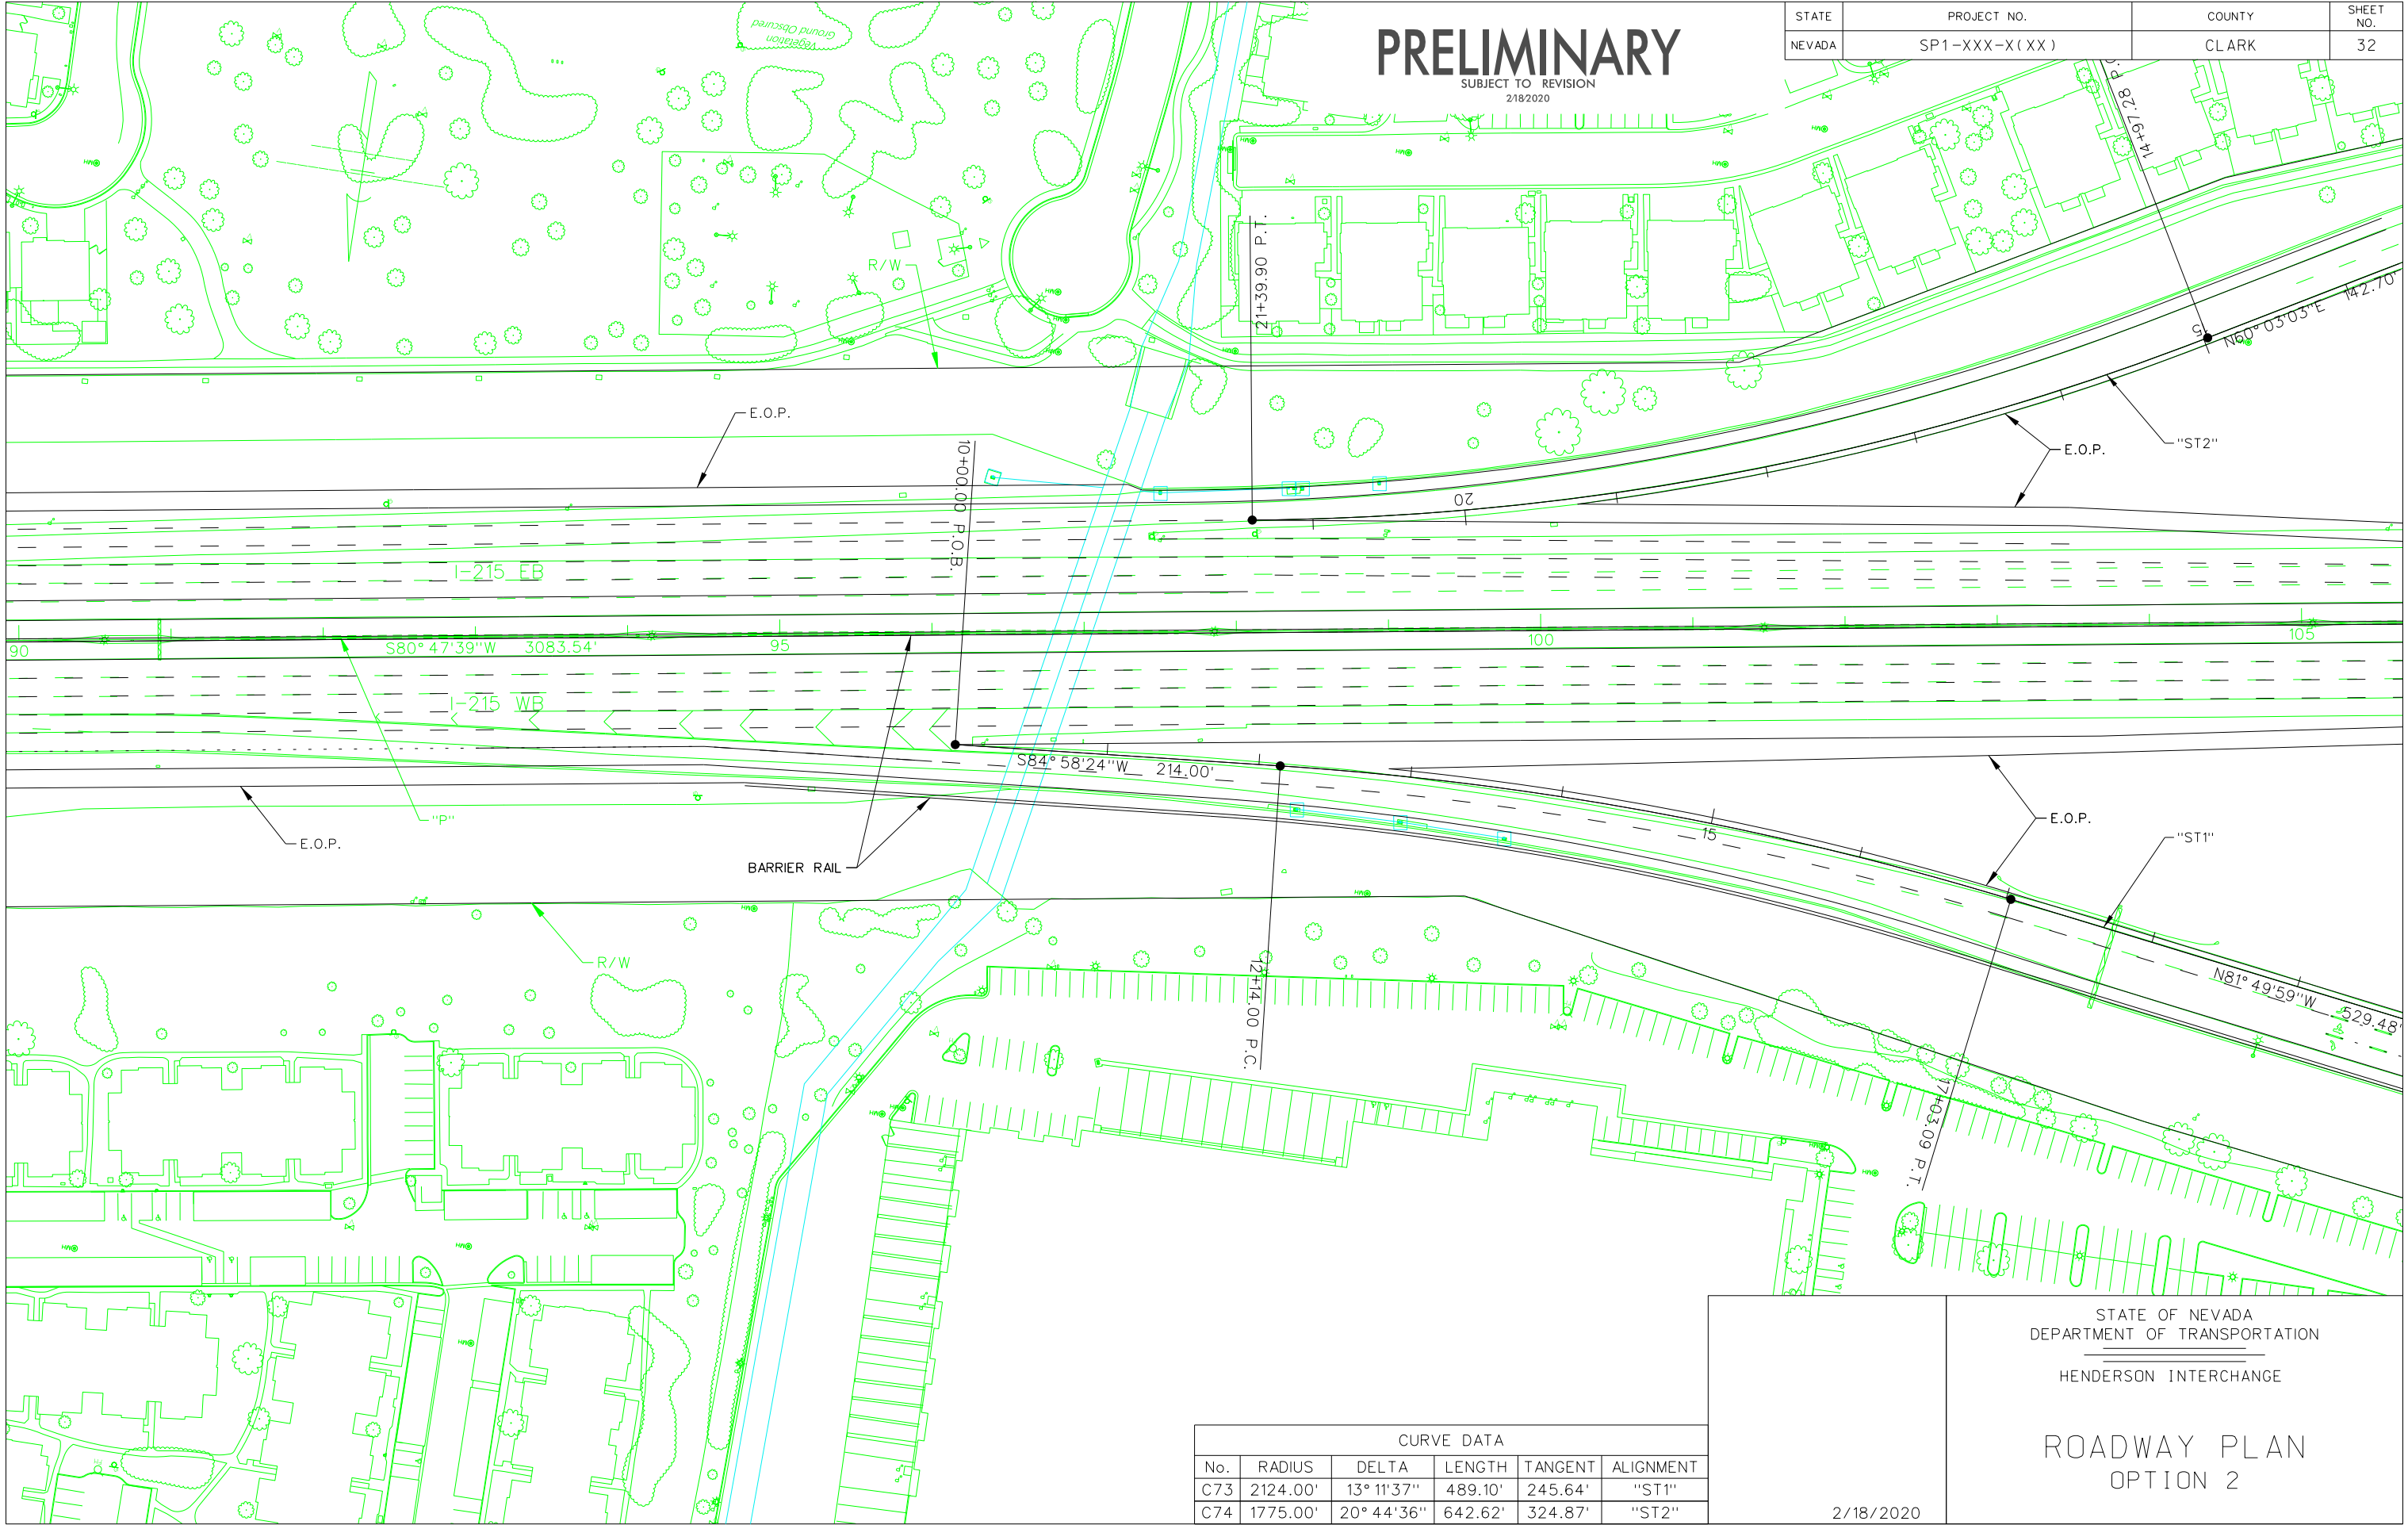 PRELIMINARY
SUBJECT TO REVISION
2/18/2020
STATE PROJECT NO. COUNTY SHEET NO.
NEVADA SP1-XXX-X(XX) CLARK 32
Vegetation
Ground Obscured
14+97.28
R/W
21+39.90 P.T.
15
N60°03'03"E 142.70'
E.O.P.
10+00.00 P.O.B.
"ST2"
E.O.P.
20
I-215 EB
90
S80°47'39"W 3083.54'
95
100
105
I-215 WB
S84°58'24"W 214.00'
"P"
E.O.P.
E.O.P.
15
"ST1"
BARRIER RAIL
R/W
12+14.00 P.C.
N81°49'59"W 529.48'
17+03.09 P.T.
STATE OF NEVADA
DEPARTMENT OF TRANSPORTATION
HENDERSON INTERCHANGE
ROADWAY PLAN
OPTION 2
2/18/2020
CURVE DATA
No. RADIUS DELTA LENGTH TANGENT ALIGNMENT
C73 2124.00' 13°11'37" 489.10' 245.64' "ST1"
C74 1775.00' 20°44'36" 642.62' 324.87' "ST2"